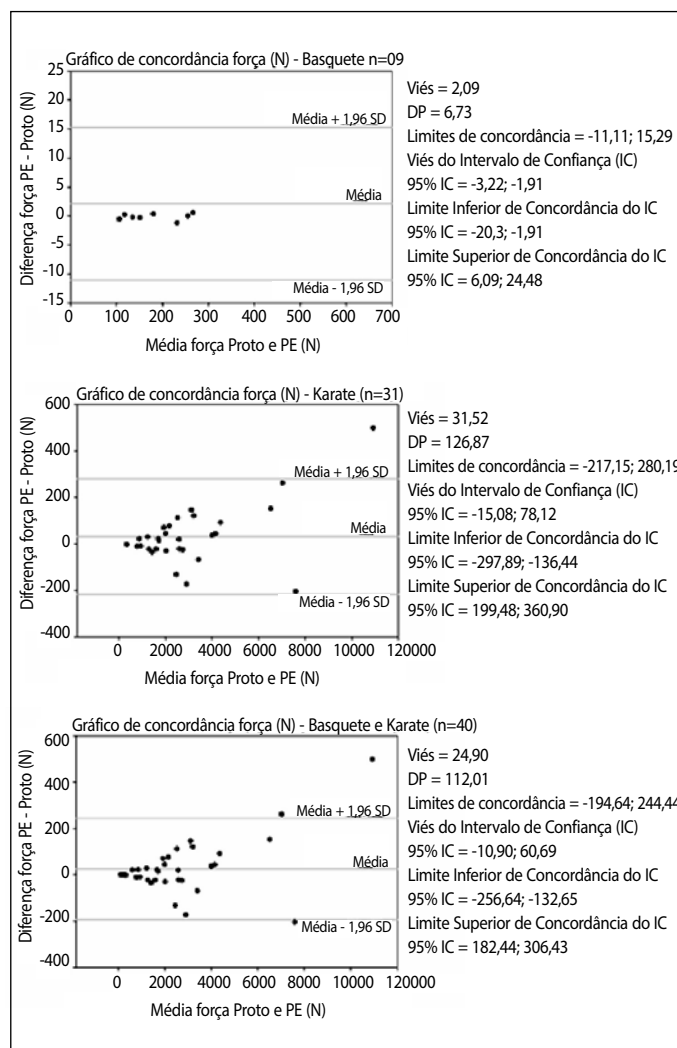 Gráfico de concordância força (N) - Basquete n=09
Diferença força PE - Proto (N)
25
20
15
10
5
0
-5
-10
-15
Média + 1,96 SD
Média
Média - 1,96 SD
0 100 200 300 400 500 600 700
Média força Proto e PE (N)
Viés = 2,09
DP = 6,73
Limites de concordância = -11,11; 15,29
Viés do Intervalo de Confiança (IC)
95% IC = -3,22; -1,91
Limite Inferior de Concordância do IC
95% IC = -20,3; -1,91
Limite Superior de Concordância do IC
95% IC = 6,09; 24,48
Gráfico de concordância força (N) - Karate (n=31)
Diferença força PE - Proto (N)
600
400
200
0
-200
-400
Média + 1,96 SD
Média
Média - 1,96 SD
0 2000 4000 6000 8000 10000 120000
Média força Proto e PE (N)
Viés = 31,52
DP = 126,87
Limites de concordância = -217,15; 280,19
Viés do Intervalo de Confiança (IC)
95% IC = -15,08; 78,12
Limite Inferior de Concordância do IC
95% IC = -297,89; -136,44
Limite Superior de Concordância do IC
95% IC = 199,48; 360,90
Gráfico de concordância força (N) - Basquete e Karate (n=40)
Diferença força PE - Proto (N)
600
400
200
0
-200
-400
Média + 1,96 SD
Média
Média - 1,96 SD
0 2000 4000 6000 8000 10000 120000
Média força Proto e PE (N)
Viés = 24,90
DP = 112,01
Limites de concordância = -194,64; 244,44
Viés do Intervalo de Confiança (IC)
95% IC = -10,90; 60,69
Limite Inferior de Concordância do IC
95% IC = -256,64; -132,65
Limite Superior de Concordância do IC
95% IC = 182,44; 306,43